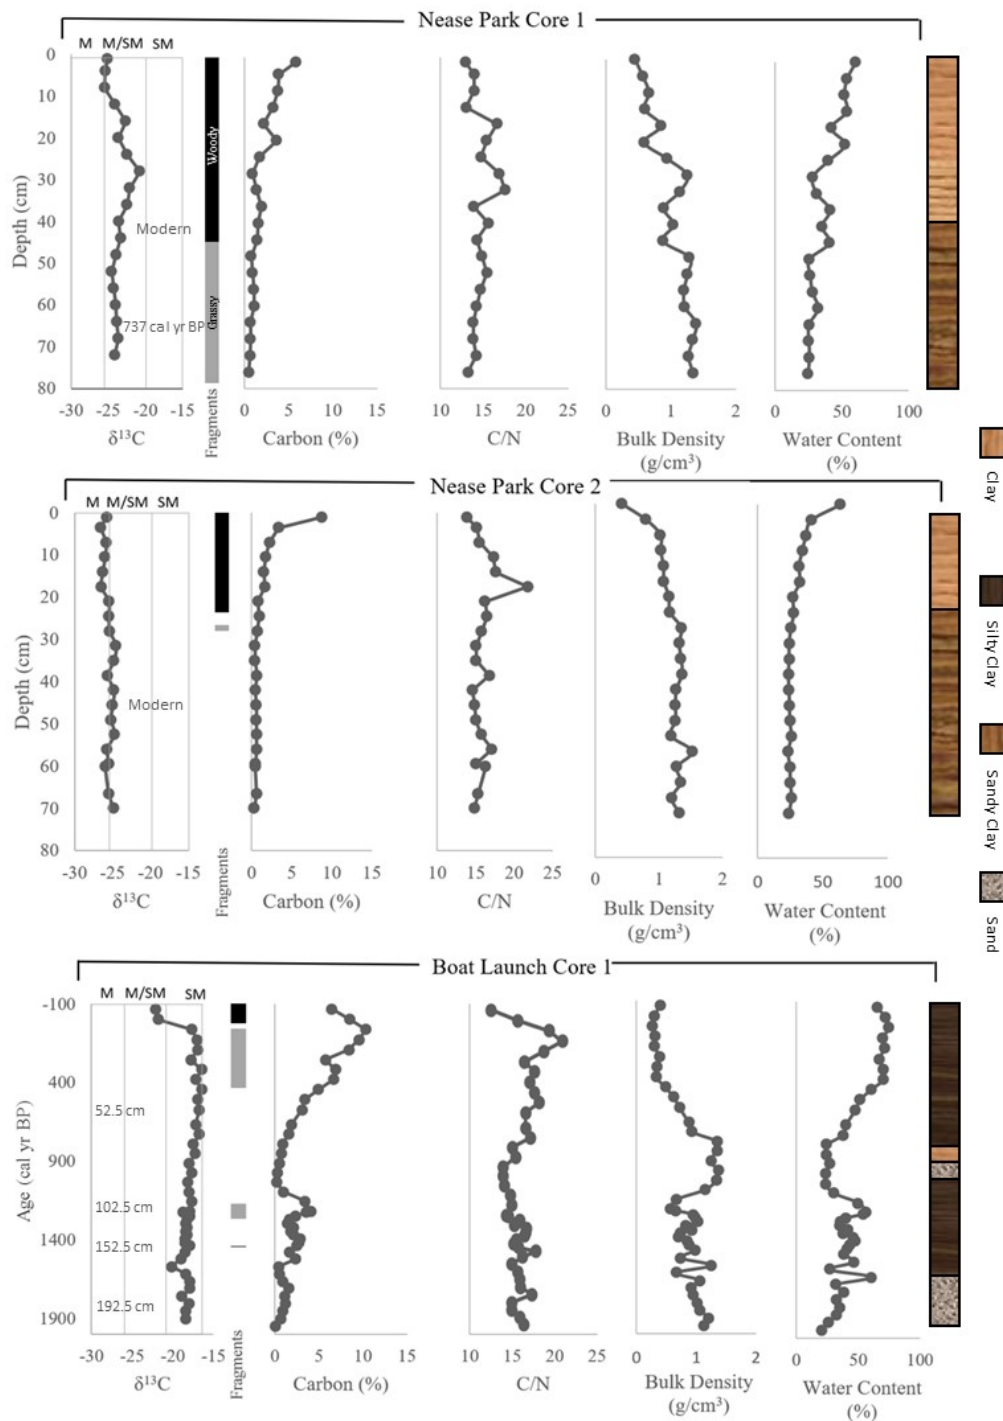 Nease Park Core 1
M M/SM SM
0
10
20
30
40
50
60
70
80
Depth (cm)
Modern
737 cal yr BP
Woody
Grassy
Fragments
-30 -25 -20 -15
δ¹³C
0 5 10 15
Carbon (%)
10 15 20 25
C/N
0 1 2
Bulk Density
(g/cm³)
0 50 100
Water Content
(%)
Clay
Silty Clay
Sandy Clay
Sand
Nease Park Core 2
M M/SM SM
0
10
20
30
40
50
60
70
80
Depth (cm)
Modern
Fragments
-30 -25 -20 -15
δ¹³C
0 5 10 15
Carbon (%)
10 15 20 25
C/N
0 1 2
Bulk Density
(g/cm³)
0 50 100
Water Content
(%)
Boat Launch Core 1
M M/SM SM
-100
400
900
1400
1900
Age (cal yr BP)
52.5 cm
102.5 cm
152.5 cm
192.5 cm
Fragments
-30 -25 -20 -15
δ¹³C
0 5 10 15
Carbon (%)
10 15 20 25
C/N
0 1 2
Bulk Density
(g/cm³)
0 50 100
Water Content
(%)